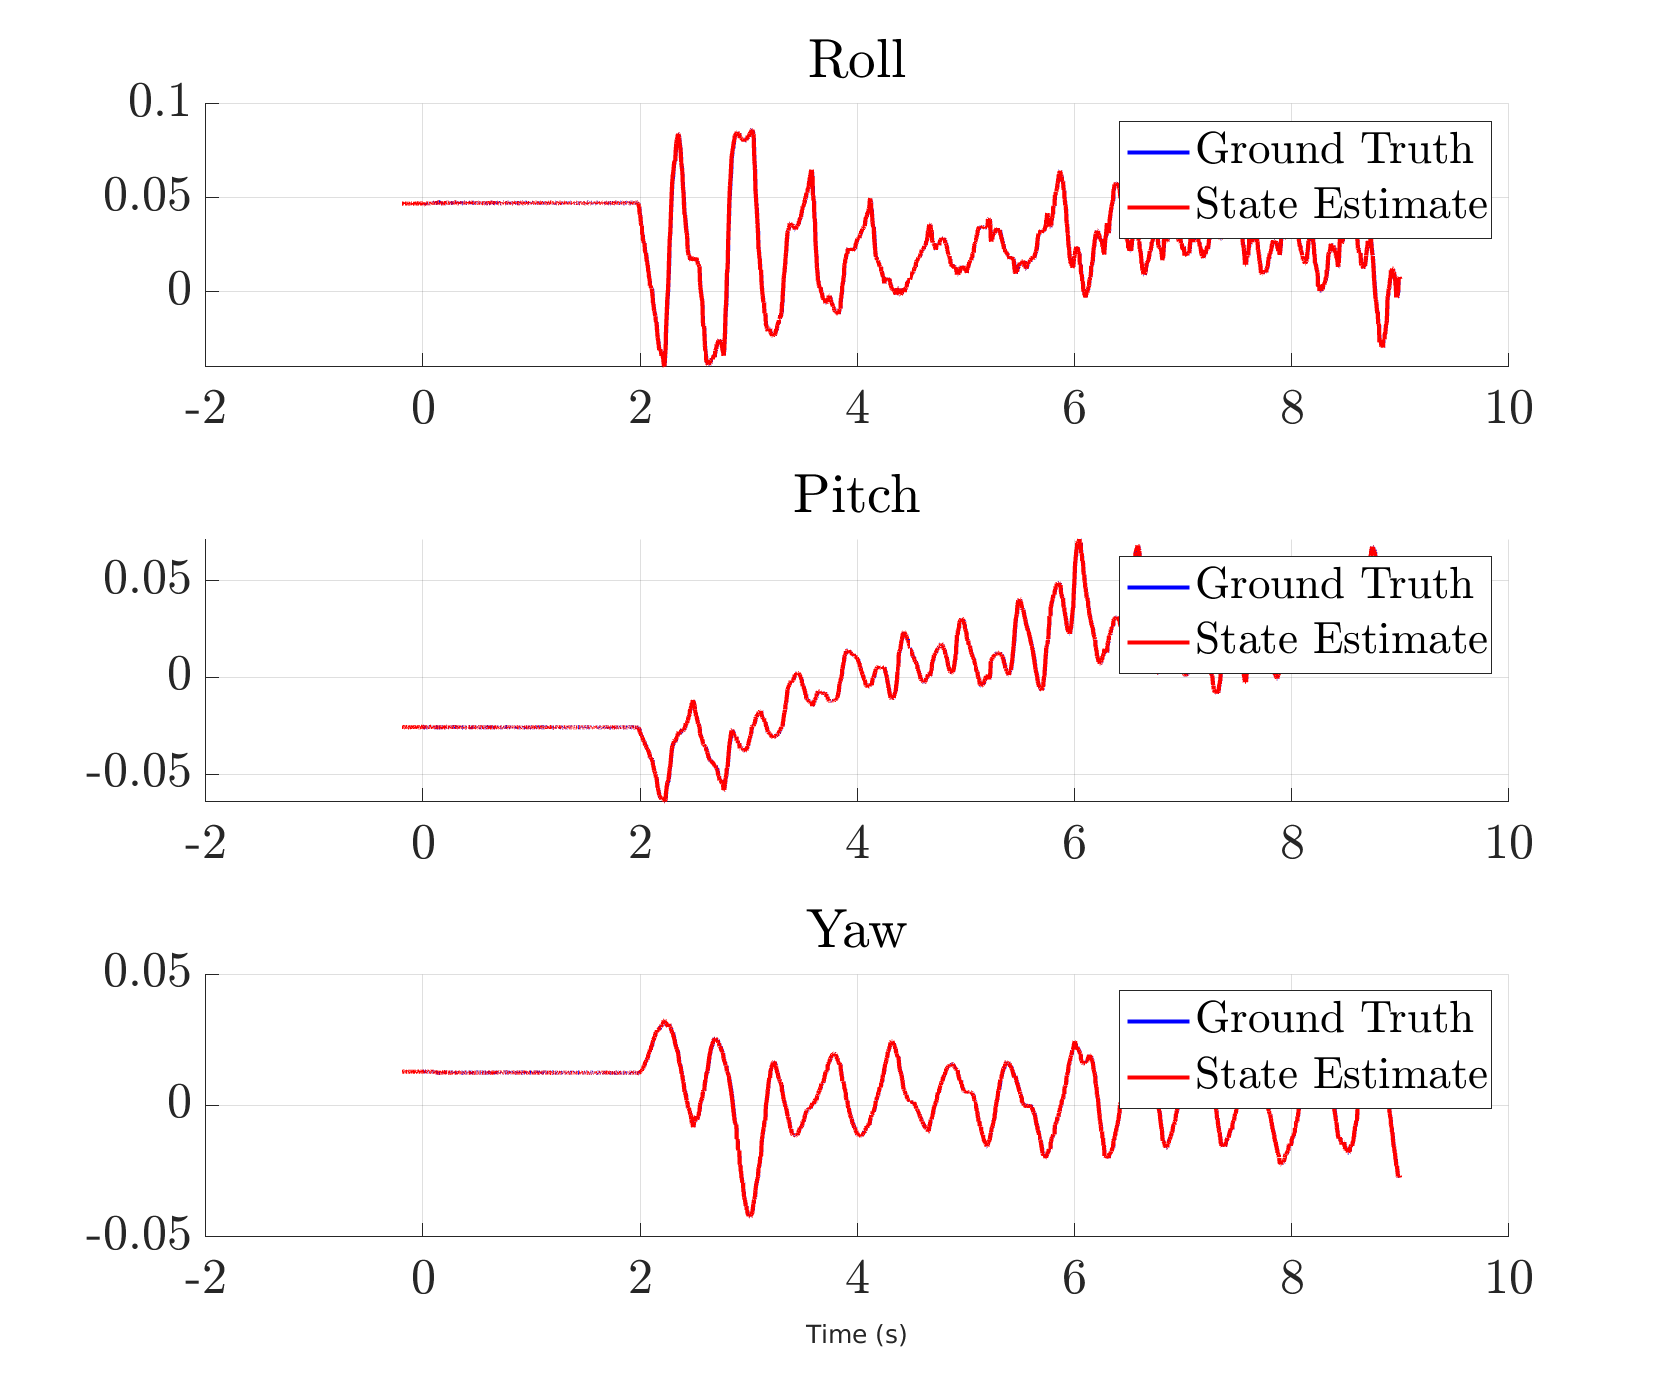 Roll
0.1
0.05
0
Ground Truth
State Estimate
-2 0 2 4 6 8 10
Pitch
0.05
0
-0.05
Ground Truth
State Estimate
-2 0 2 4 6 8 10
Yaw
0.05
0
-0.05
Ground Truth
State Estimate
-2 0 2 4 6 8 10
Time (s)